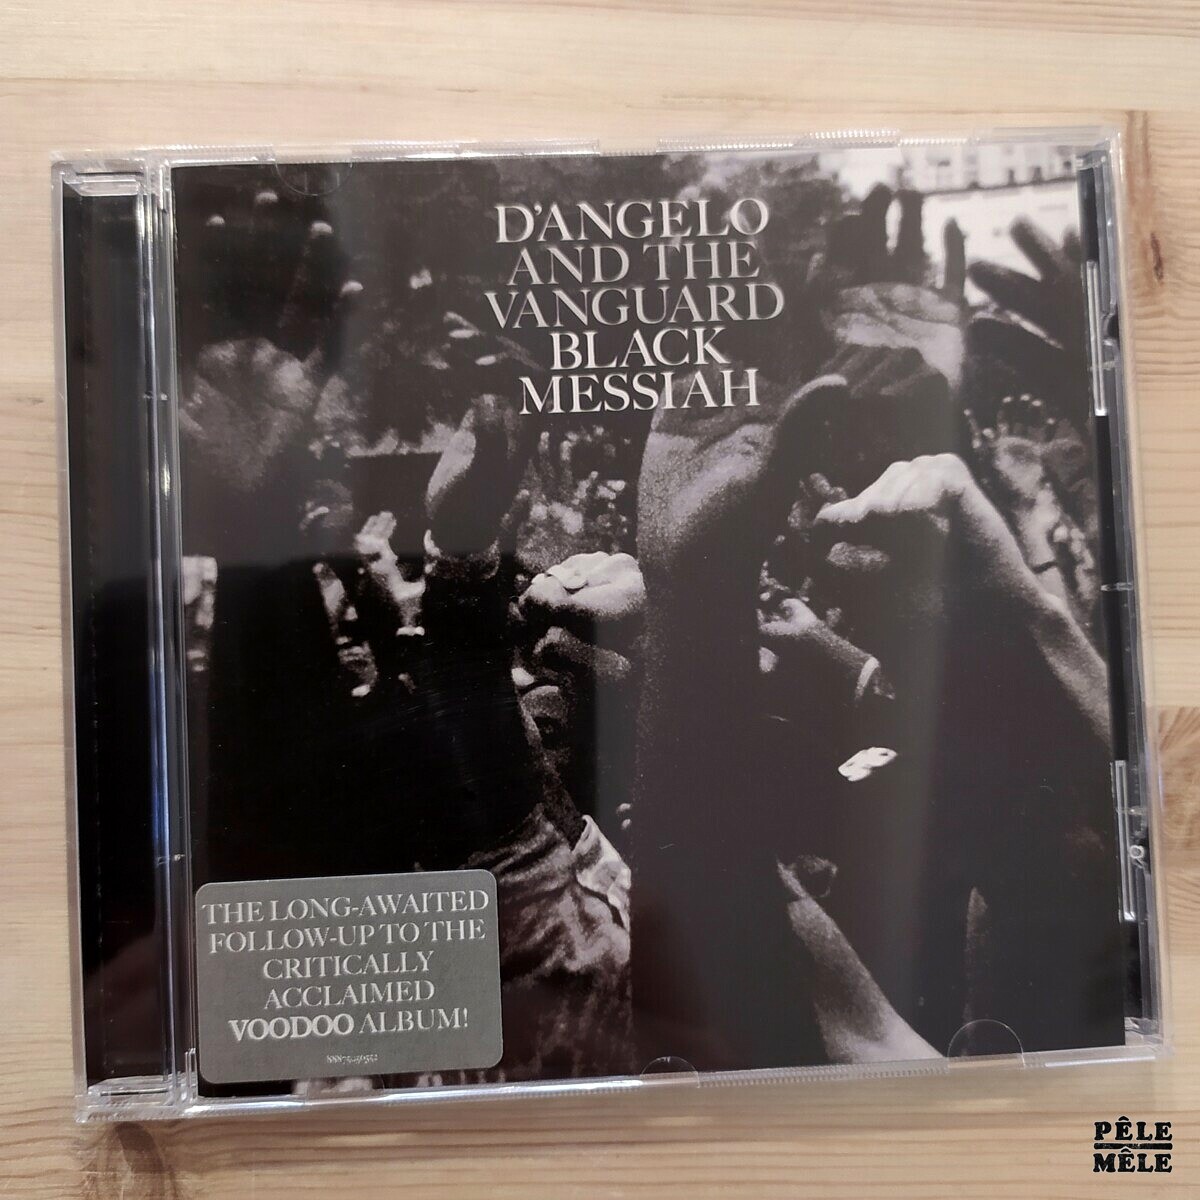 D'ANGELO
AND THE
VANGUARD
BLACK
MESSIAH
THE LONG-AWAITED
FOLLOW-UP TO THE
CRITICALLY
ACCLAIMED
VOODOO ALBUM!
PÊLE
MÊLE